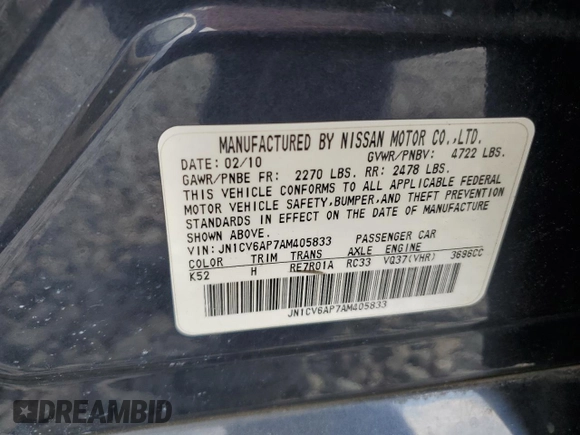 MANUFACTURED BY NISSAN MOTOR CO.,LTD.
DATE: 02/10 GVWR/PNBV: 4722 LBS.
GAWR/PNBE FR: 2270 LBS. RR: 2478 LBS.
THIS VEHICLE CONFORMS TO ALL APPLICABLE FEDERAL
MOTOR VEHICLE SAFETY,BUMPER,AND THEFT PREVENTION
STANDARDS IN EFFECT ON THE DATE OF MANUFACTURE
SHOWN ABOVE.
VIN:JN1CV6AP7AM405833 PASSENGER CAR
COLOR TRIM TRANS AXLE ENGINE
K52 H RE7R01A RC33 VQ37(VHR) 3696CC
JN1CV6AP7AM405833
DREAMBID